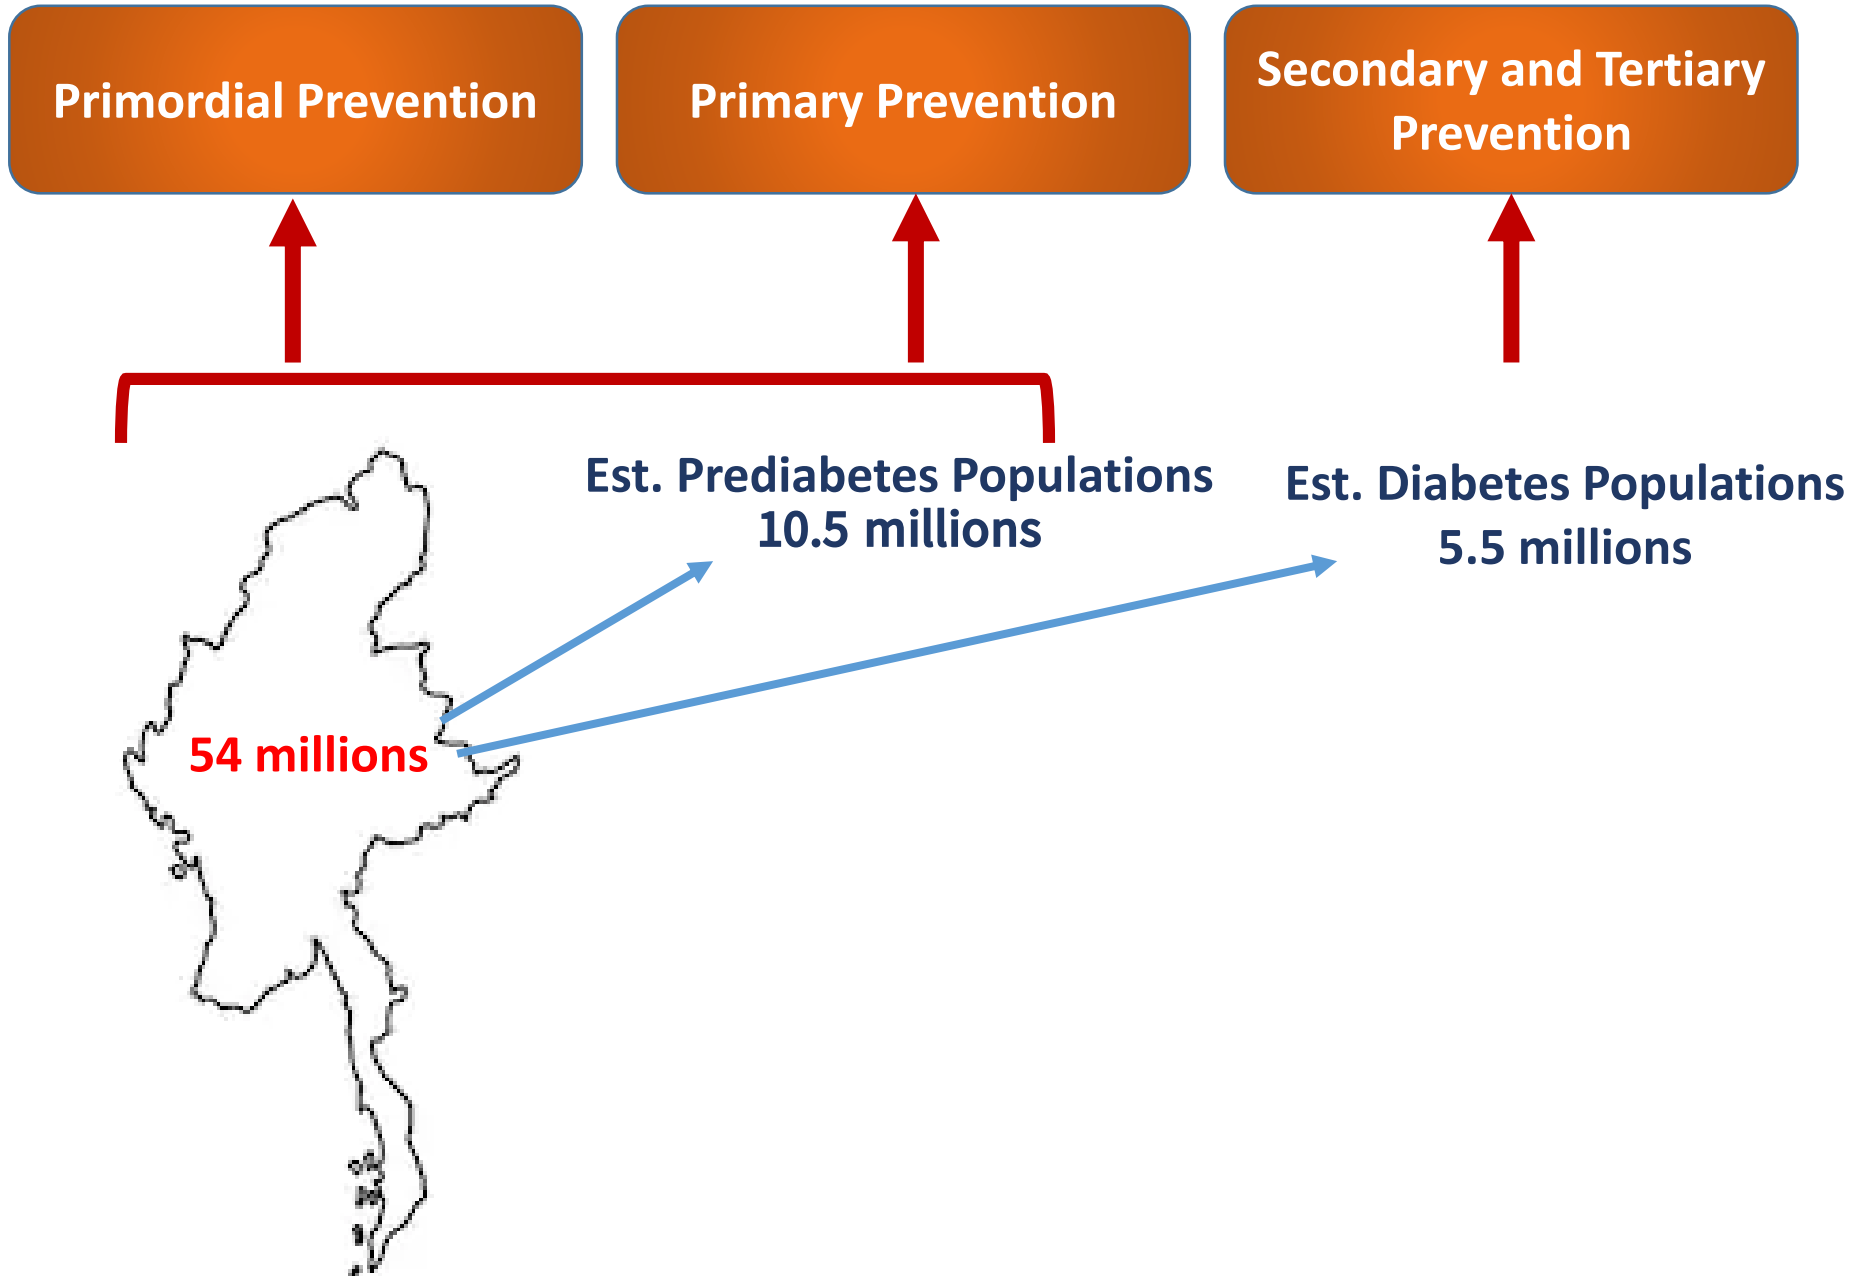 Primordial Prevention
Primary Prevention
Secondary and Tertiary
Prevention
Est. Prediabetes Populations
10.5 millions
Est. Diabetes Populations
5.5 millions
54 millions